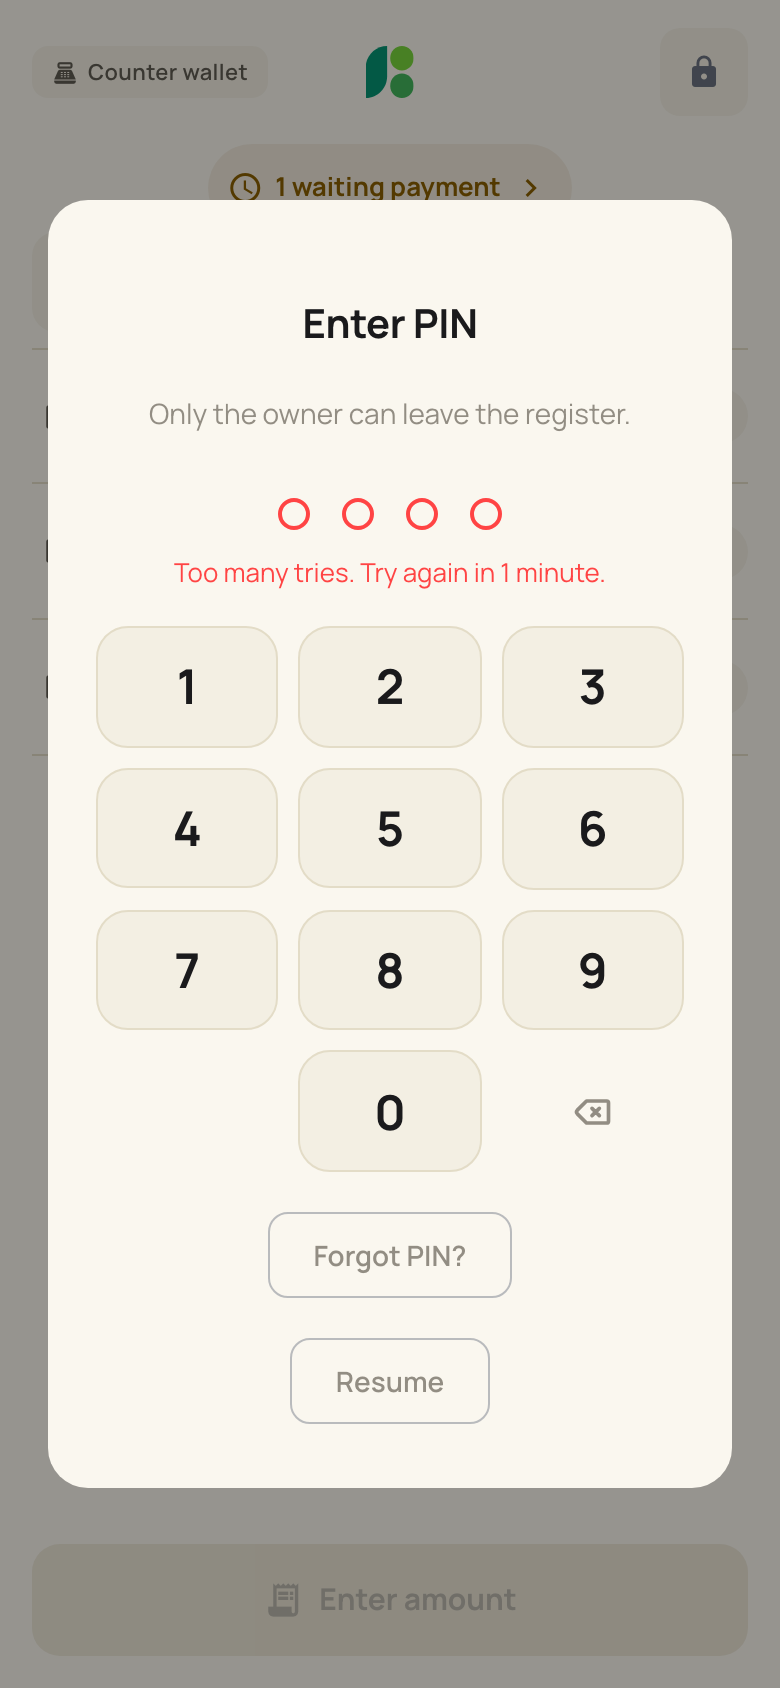 Counter wallet
1 waiting payment
Enter PIN
Only the owner can leave the register.
Too many tries. Try again in 1 minute.
1 2 3
4 5 6
7 8 9
0
Forgot PIN?
Resume
Enter amount